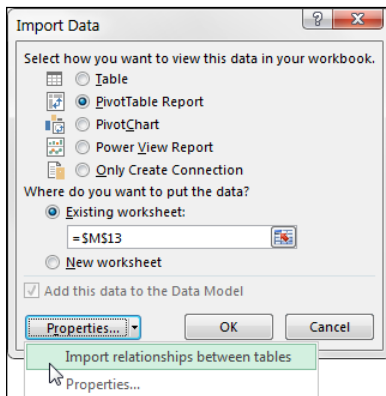 Import Data
Select how you want to view this data in your workbook.
Table
PivotTable Report
PivotChart
Power View Report
Only Create Connection
Where do you want to put the data?
Existing worksheet:
=$M$13
New worksheet
Add this data to the Data Model
Properties... OK Cancel
Import relationships between tables
Properties...